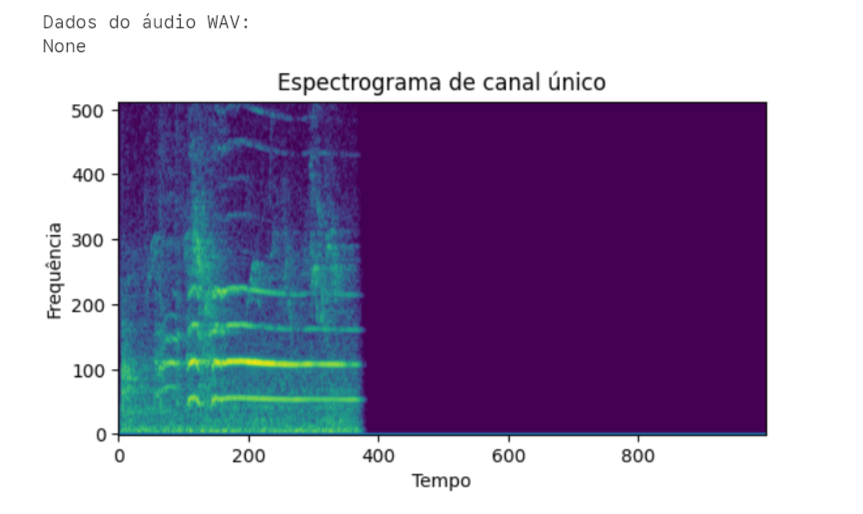 Dados do áudio WAV:
None
Espectrograma de canal único
500
400
300
200
100
0
Frequência
0 200 400 600 800
Tempo